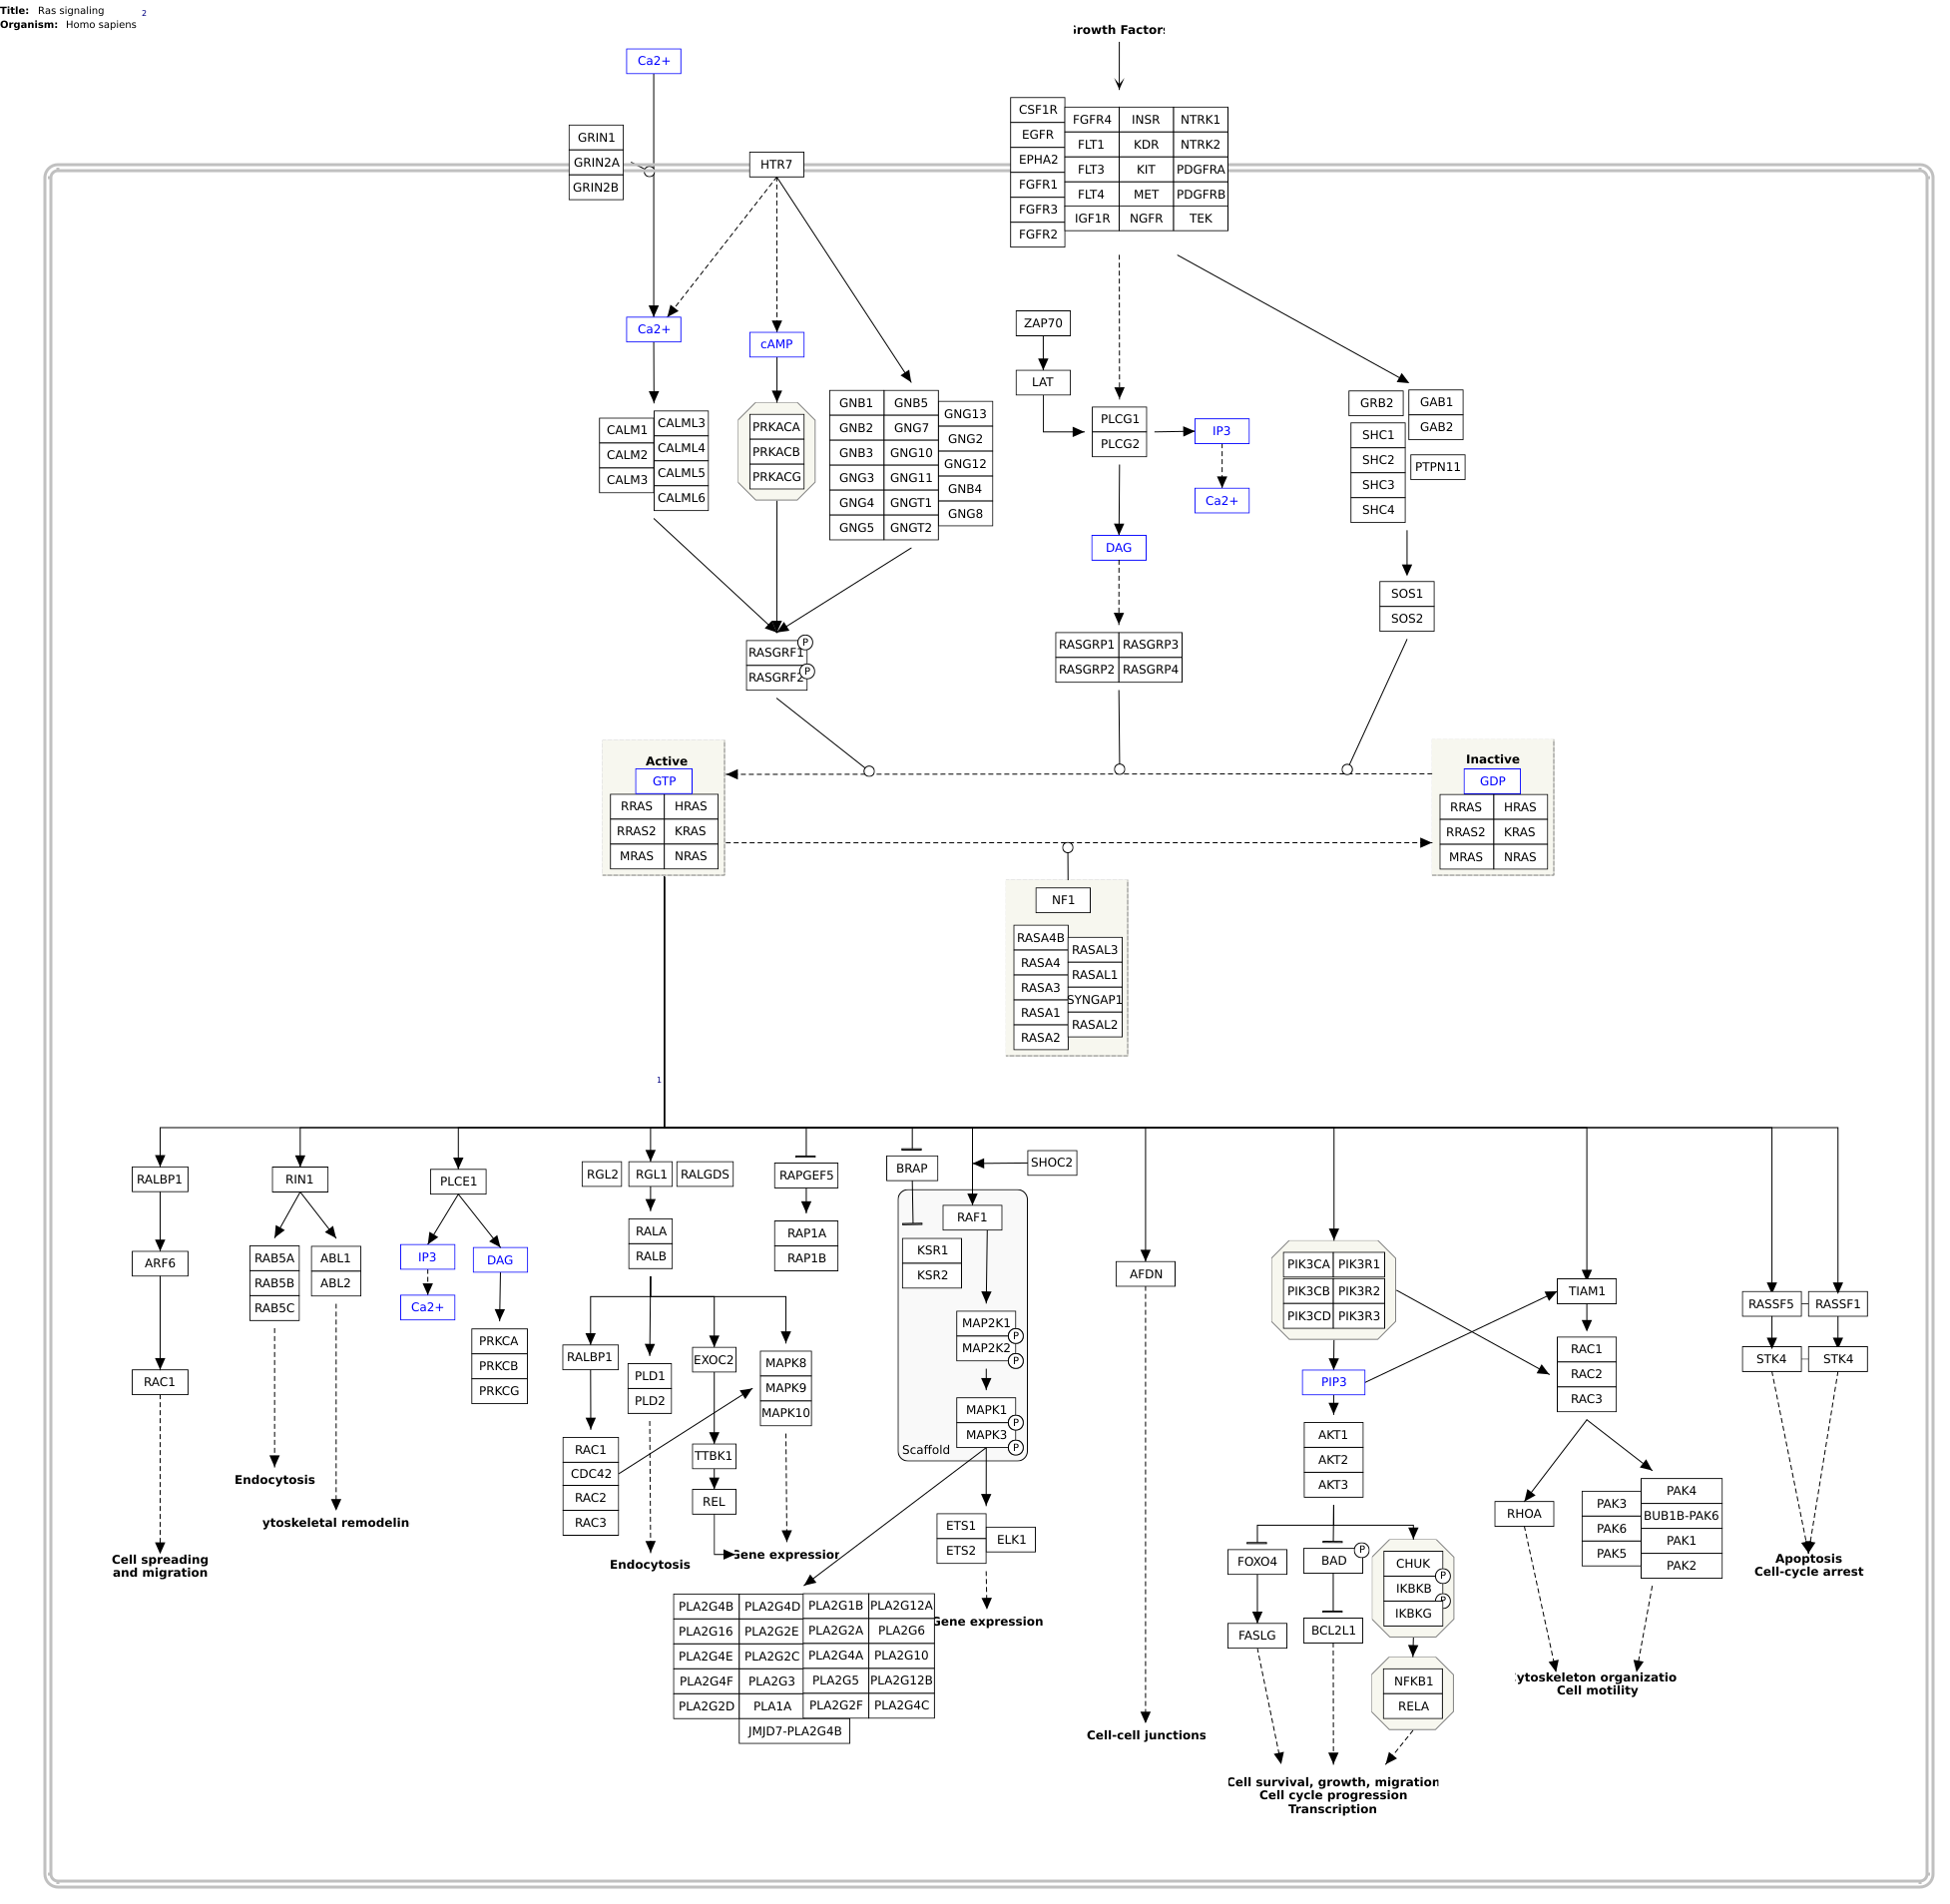 Title: Ras signaling 2
Organism: Homo sapiens
rowth Factor
Ca2+
GRIN1
GRIN2A
GRIN2B
HTR7
CSF1R
EGFR
EPHA2
FGFR1
FGFR3
FGFR2
FGFR4 INSR NTRK1
FLT1 KDR NTRK2
FLT3 KIT PDGFRA
FLT4 MET PDGFRB
IGF1R NGFR TEK
Ca2+
cAMP
ZAP70
LAT
CALM1
CALM2
CALM3
CALML3
CALML4
CALML5
CALML6
PRKACA
PRKACB
PRKACG
GNB1 GNB5
GNB2 GNG7
GNB3 GNG10
GNG3 GNG11
GNG4 GNGT1
GNG5 GNGT2
GNG13
GNG2
GNG12
GNB4
GNG8
PLCG1
PLCG2
IP3
Ca2+
DAG
GRB2
GAB1
GAB2
SHC1
SHC2
SHC3
SHC4
PTPN11
SOS1
SOS2
RASGRF1 P
RASGRF2 P
RASGRP1 RASGRP3
RASGRP2 RASGRP4
Active
GTP
RRAS HRAS
RRAS2 KRAS
MRAS NRAS
Inactive
GDP
RRAS HRAS
RRAS2 KRAS
MRAS NRAS
NF1
RASA4B
RASA4
RASA3
RASA1
RASA2
RASAL3
RASAL1
SYNGAP1
RASAL2
1
RALBP1
ARF6
RAC1
Cell spreading
and migration
RIN1
RAB5A
RAB5B
RAB5C
ABL1
ABL2
Endocytosis
ytoskeletal remodelin
PLCE1
IP3
Ca2+
DAG
PRKCA
PRKCB
PRKCG
RGL2 RGL1 RALGDS
RALA
RALB
RALBP1
PLD1
PLD2
EXOC2
MAPK8
MAPK9
MAPK10
RAC1
CDC42
RAC2
RAC3
TTBK1
REL
Endocytosis
Gene expression
RAPGEF5
RAP1A
RAP1B
BRAP
SHOC2
RAF1
KSR1
KSR2
MAP2K1 P
MAP2K2 P
MAPK1 P
MAPK3 P
Scaffold
ETS1
ETS2
ELK1
Gene expression
PLA2G4B PLA2G4D PLA2G1B PLA2G12A
PLA2G16 PLA2G2E PLA2G2A PLA2G6
PLA2G4E PLA2G2C PLA2G4A PLA2G10
PLA2G4F PLA2G3 PLA2G5 PLA2G12B
PLA2G2D PLA1A PLA2G2F PLA2G4C
JMJD7-PLA2G4B
AFDN
Cell-cell junctions
PIK3CA PIK3R1
PIK3CB PIK3R2
PIK3CD PIK3R3
PIP3
AKT1
AKT2
AKT3
FOXO4
FASLG
BAD P
BCL2L1
CHUK
IKBKB P
IKBKG P
NFKB1
RELA
Cell survival, growth, migration
Cell cycle progression
Transcription
TIAM1
RAC1
RAC2
RAC3
RHOA
PAK3
PAK6
PAK5
PAK4
BUB1B-PAK6
PAK1
PAK2
ytoskeleton organizatio
Cell motility
RASSF5 RASSF1
STK4 STK4
Apoptosis
Cell-cycle arrest